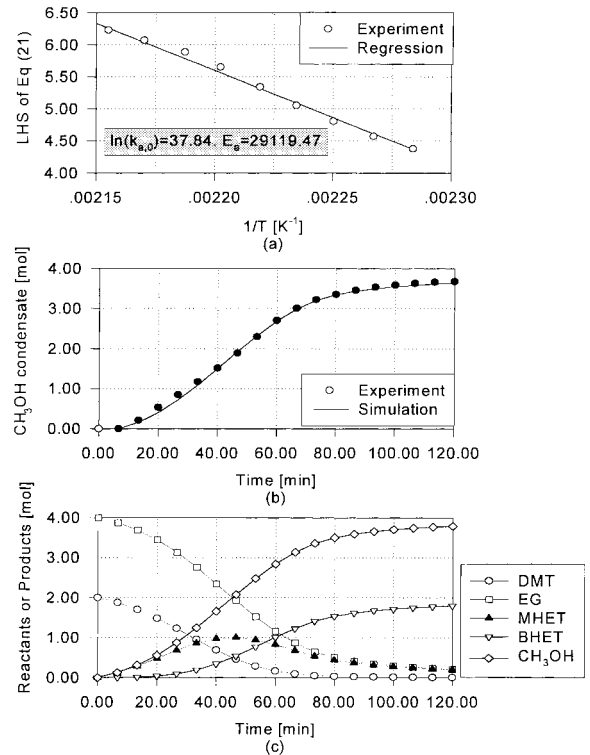 LHS of Eq (21)
6.50
6.00
5.50
5.00
4.50
4.00
Experiment
Regression
ln(k_{a,0})=37.84. E_a=29119.47
.00215 .00220 .00225 .00230
1/T [K⁻¹]
(a)
CH₃OH condensate [mol]
4.00
3.00
2.00
1.00
0.00
Experiment
Simulation
0.00 20.00 40.00 60.00 80.00 100.00 120.00
Time [min]
(b)
Reactants or Products [mol]
4.00
3.00
2.00
1.00
0.00
DMT
EG
MHET
BHET
CH₃OH
0.00 20.00 40.00 60.00 80.00 100.00 120.00
Time [min]
(c)